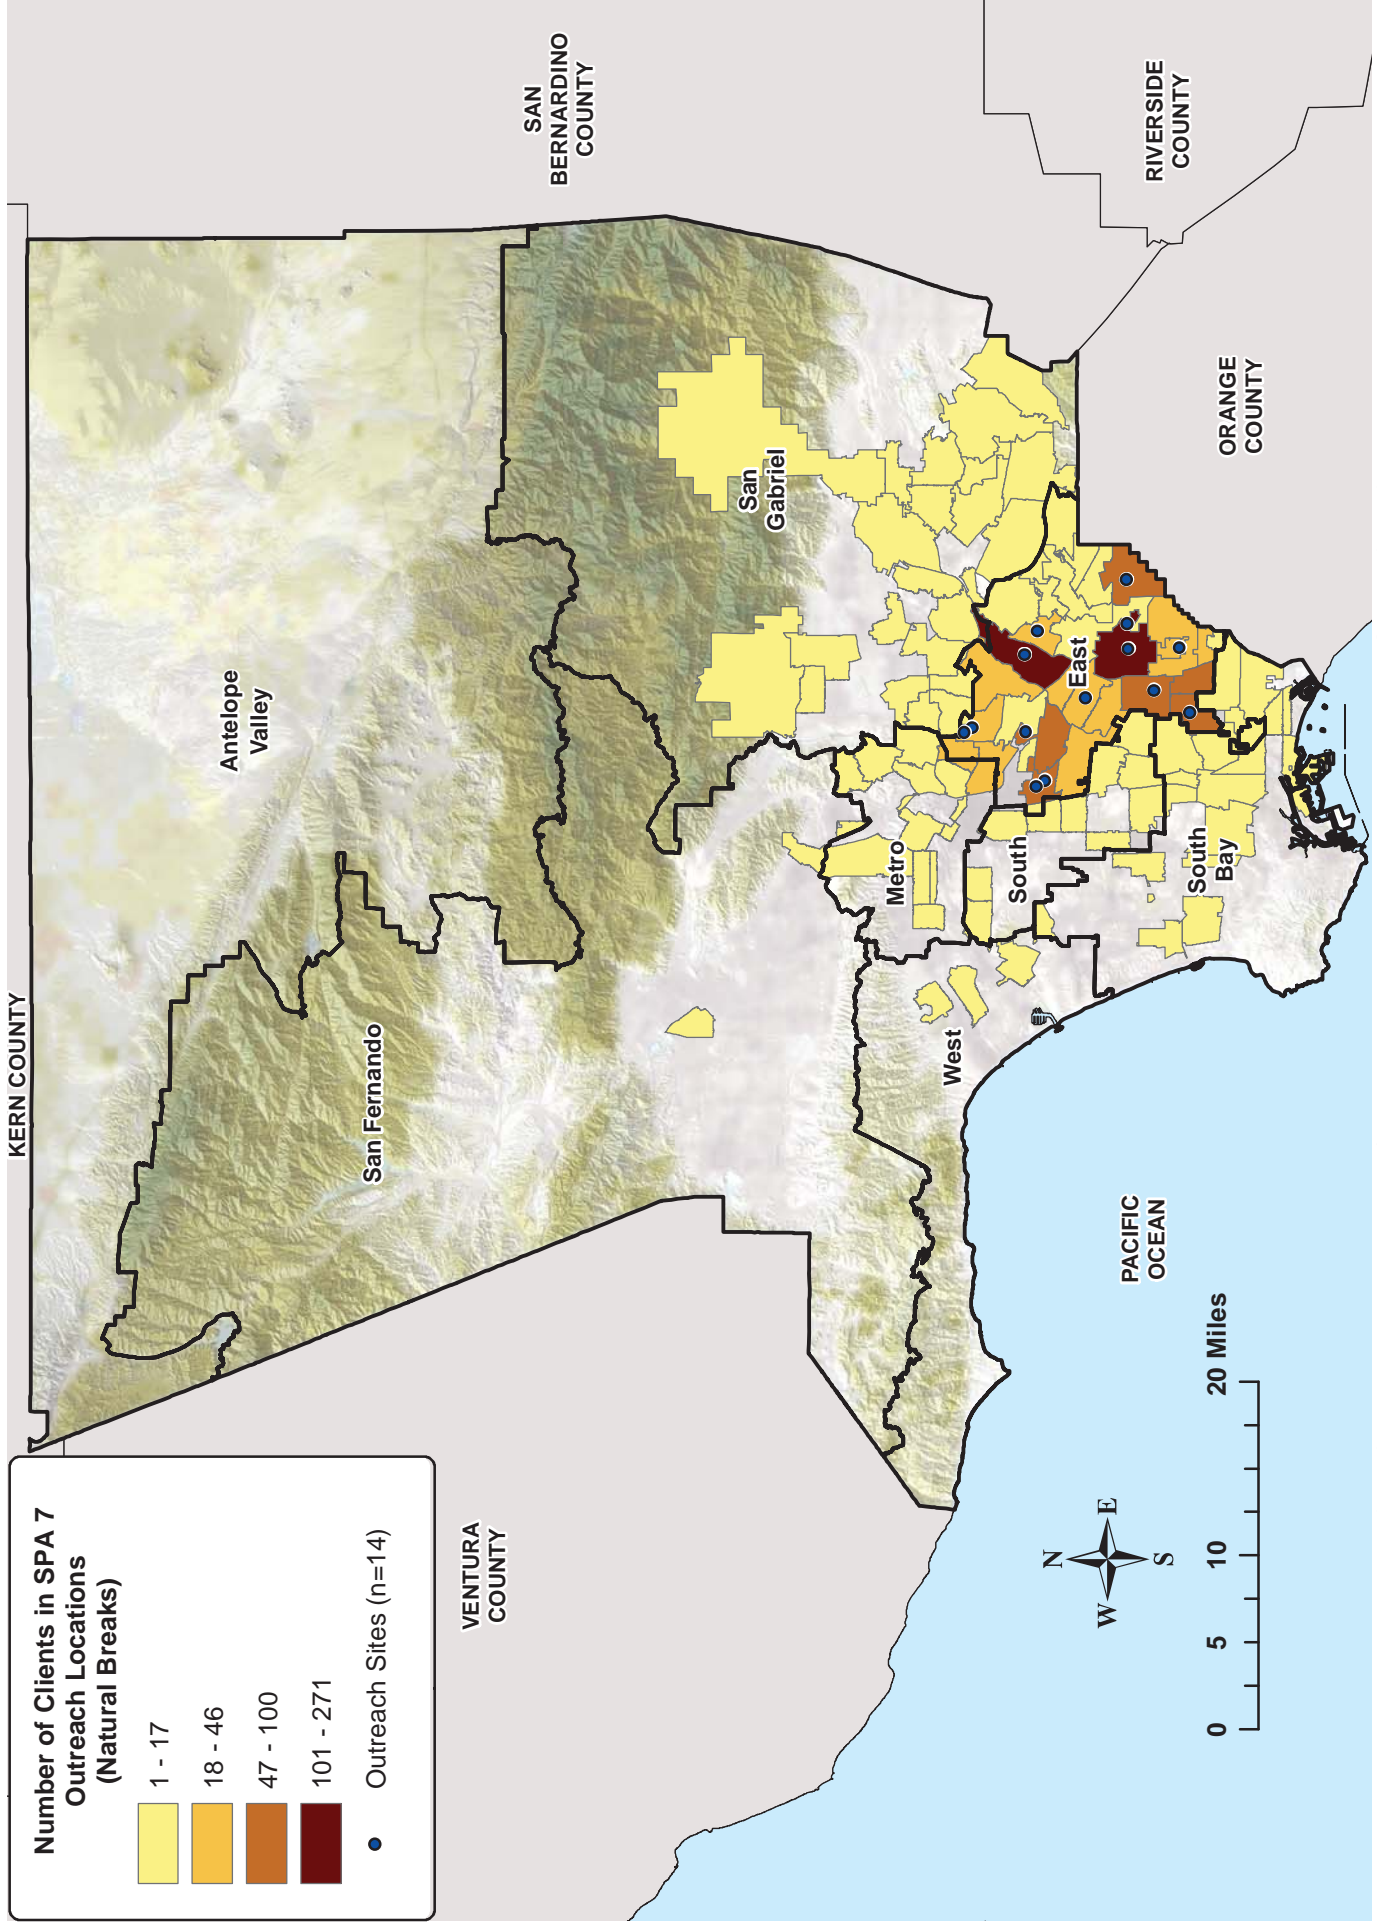 Number of Clients in SPA 7
Outreach Locations
(Natural Breaks)
1 - 17
18 - 46
47 - 100
101 - 271
Outreach Sites (n=14)
KERN COUNTY
VENTURA
COUNTY
SAN
BERNARDINO
COUNTY
RIVERSIDE
COUNTY
ORANGE
COUNTY
PACIFIC
OCEAN
Antelope
Valley
San Fernando
San
Gabriel
Metro
West
South
East
South
Bay
N
W
E
S
0
5
10
20 Miles